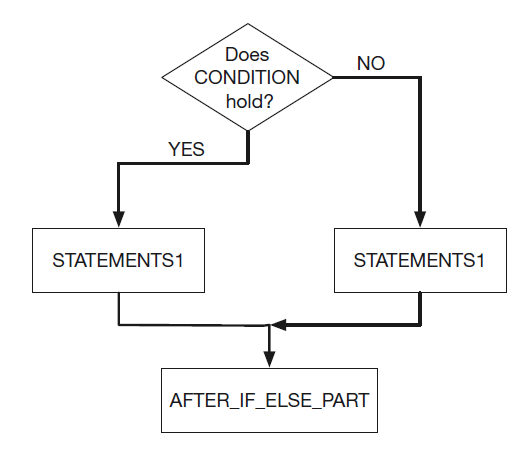 Does
CONDITION
hold?
NO
YES
STATEMENTS1
STATEMENTS1
AFTER_IF_ELSE_PART